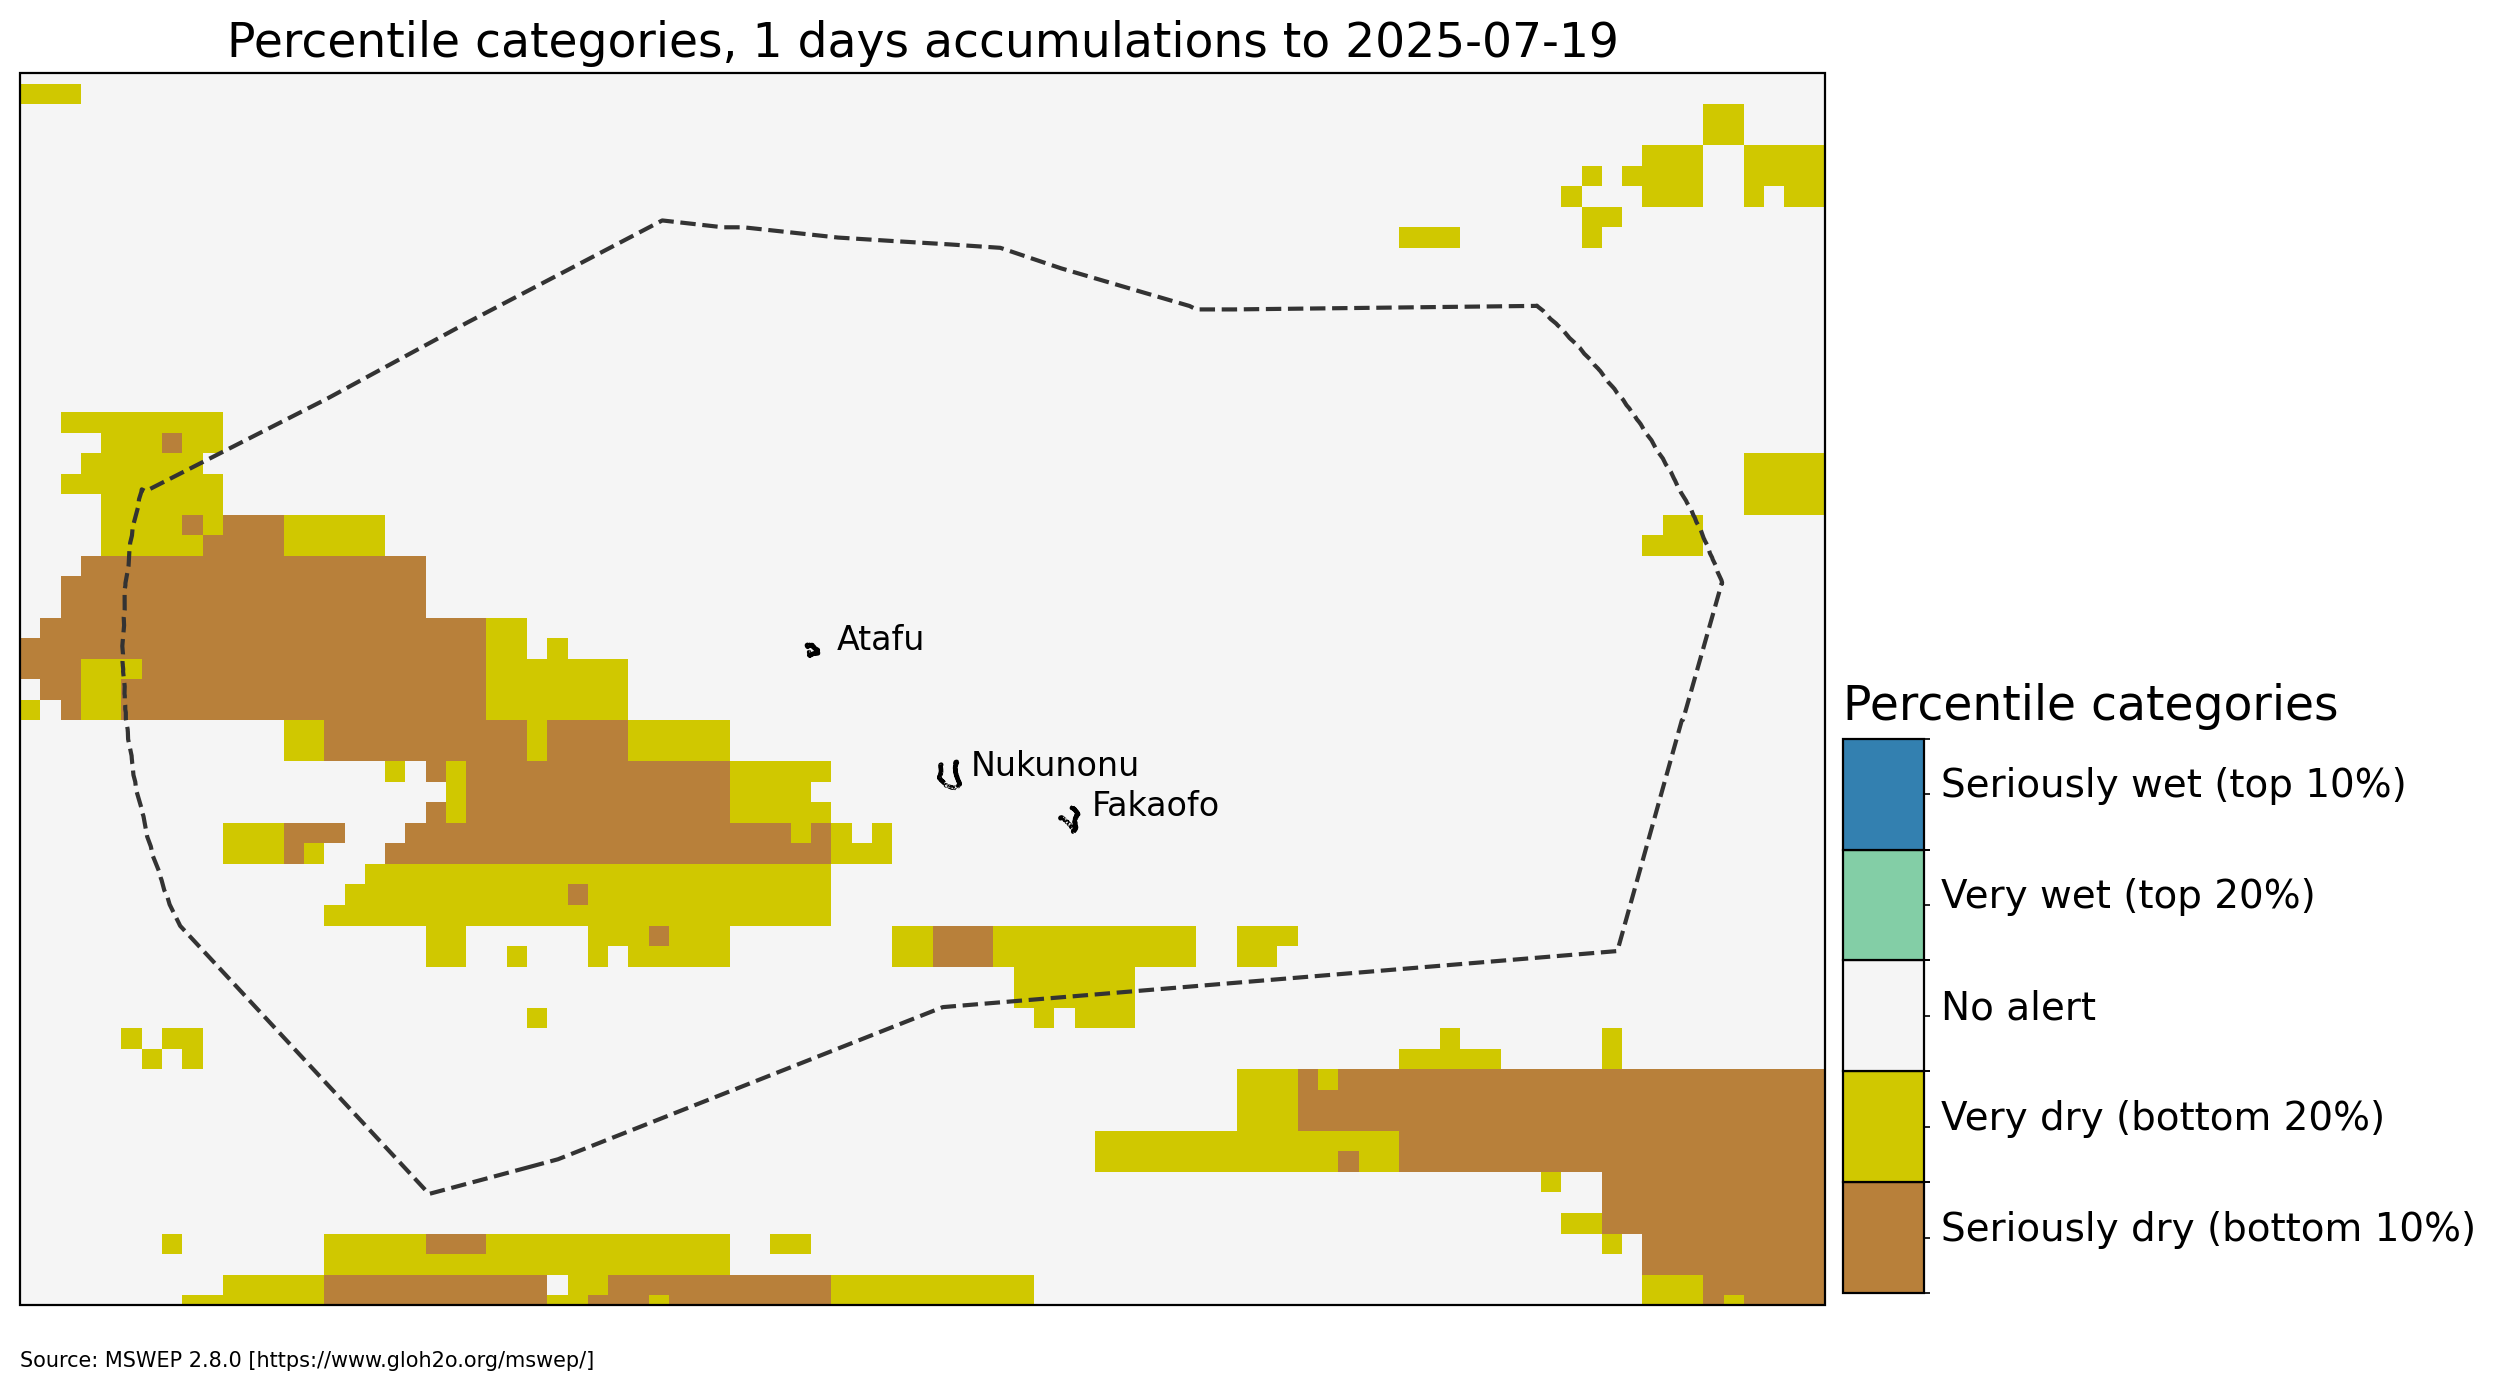 Percentile categories, 1 days accumulations to 2025-07-19
Atafu
Nukunonu
Fakaofo
Percentile categories
Seriously wet (top 10%)
Very wet (top 20%)
No alert
Very dry (bottom 20%)
Seriously dry (bottom 10%)
Source: MSWEP 2.8.0 [https://www.gloh2o.org/mswep/]